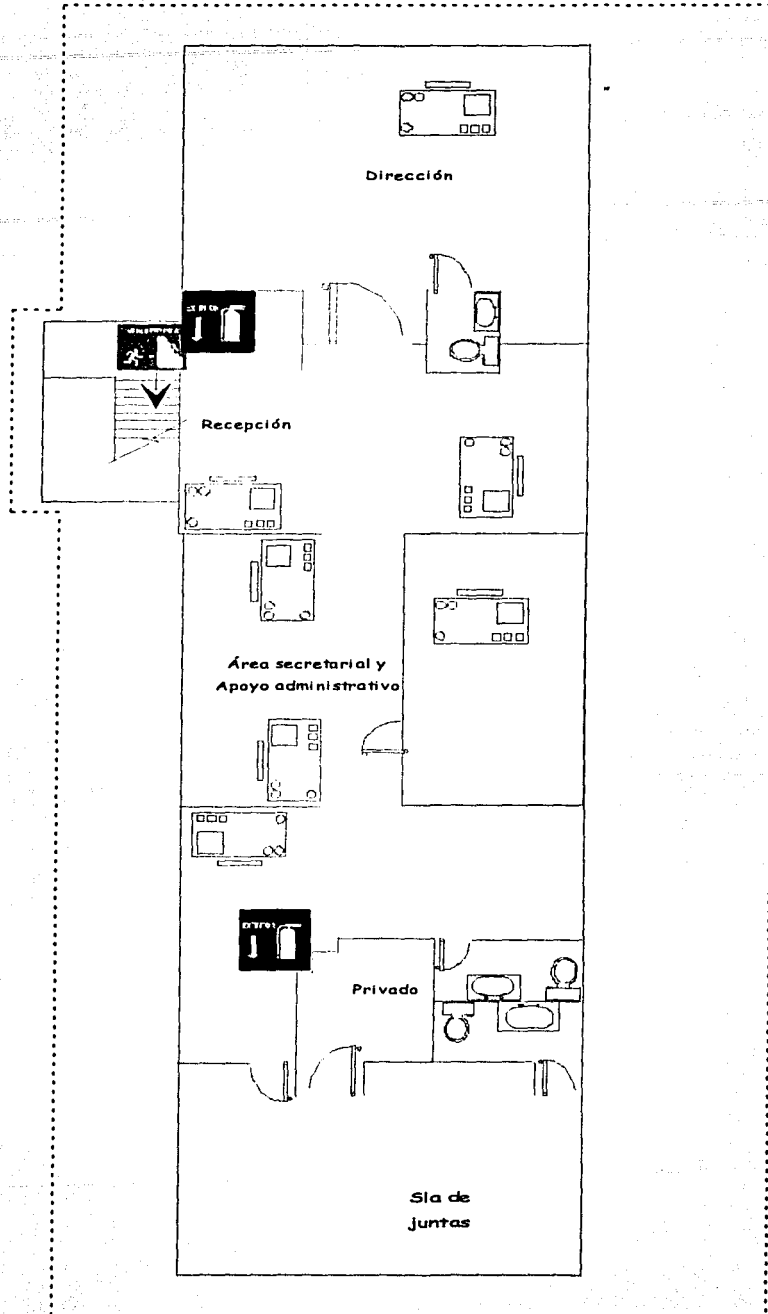 Dirección
Recepción
Área secretarial y
Apoyo administrativo
Privado
Sla de
juntas